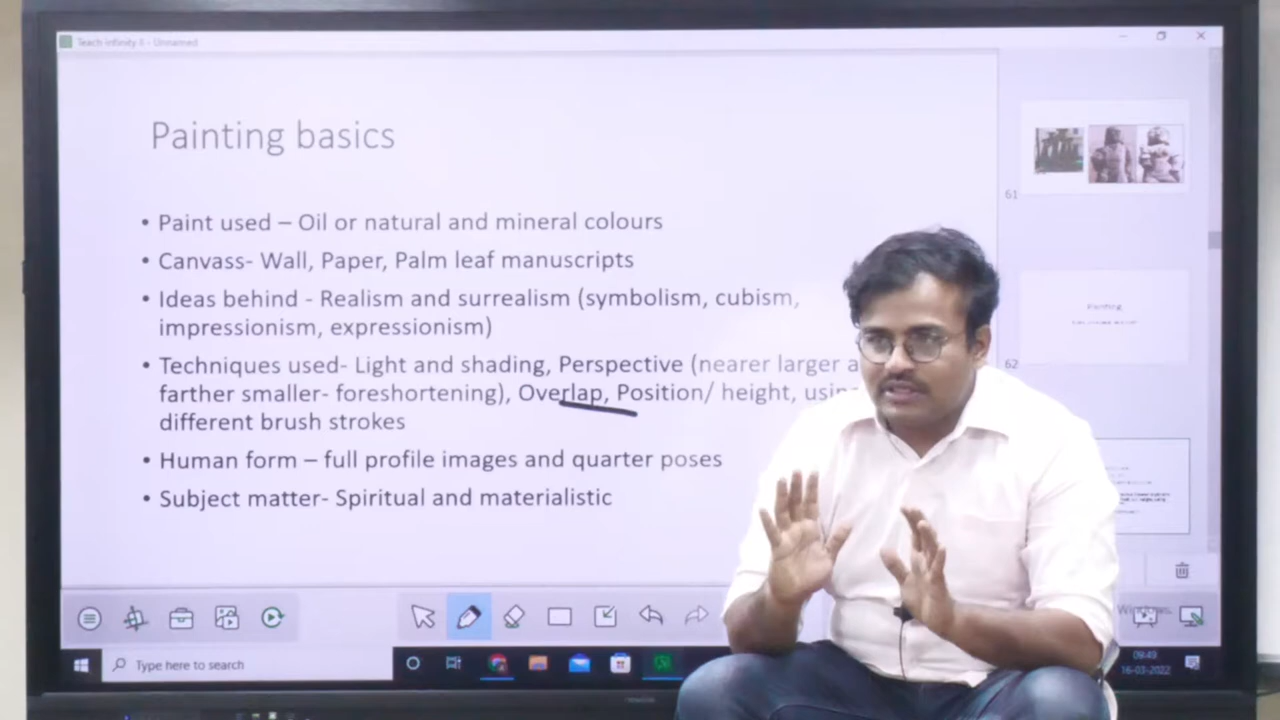 Teach Infinity II - Unnamed
Painting basics
• Paint used – Oil or natural and mineral colours
• Canvass- Wall, Paper, Palm leaf manuscripts
• Ideas behind - Realism and surrealism (symbolism, cubism,
impressionism, expressionism)
• Techniques used- Light and shading, Perspective (nearer larger
farther smaller- foreshortening), Overlap, Position/ height,
different brush strokes
• Human form – full profile images and quarter poses
• Subject matter- Spiritual and materialistic
61
Painting
62
Windows.
Type here to search
09:49
16-03-2022